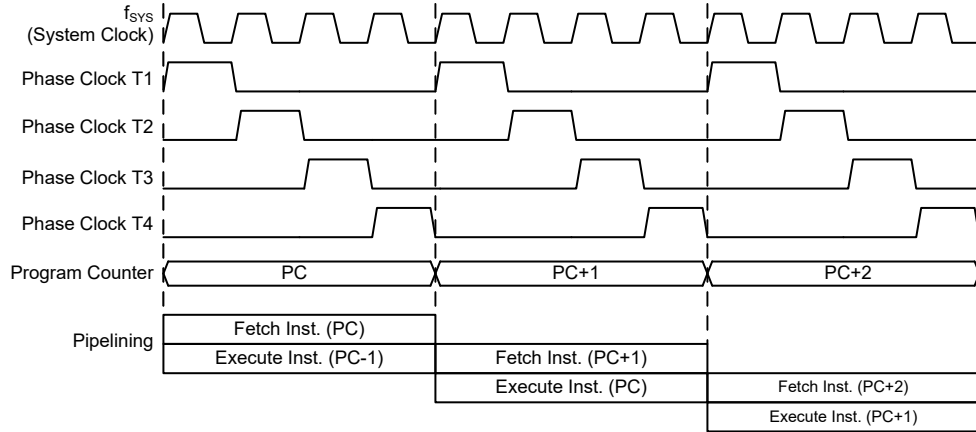 fSYS
(System Clock)
Phase Clock T1
Phase Clock T2
Phase Clock T3
Phase Clock T4
Program Counter
PC
PC+1
PC+2
Pipelining
Fetch Inst. (PC)
Execute Inst. (PC-1)
Fetch Inst. (PC+1)
Execute Inst. (PC)
Fetch Inst. (PC+2)
Execute Inst. (PC+1)